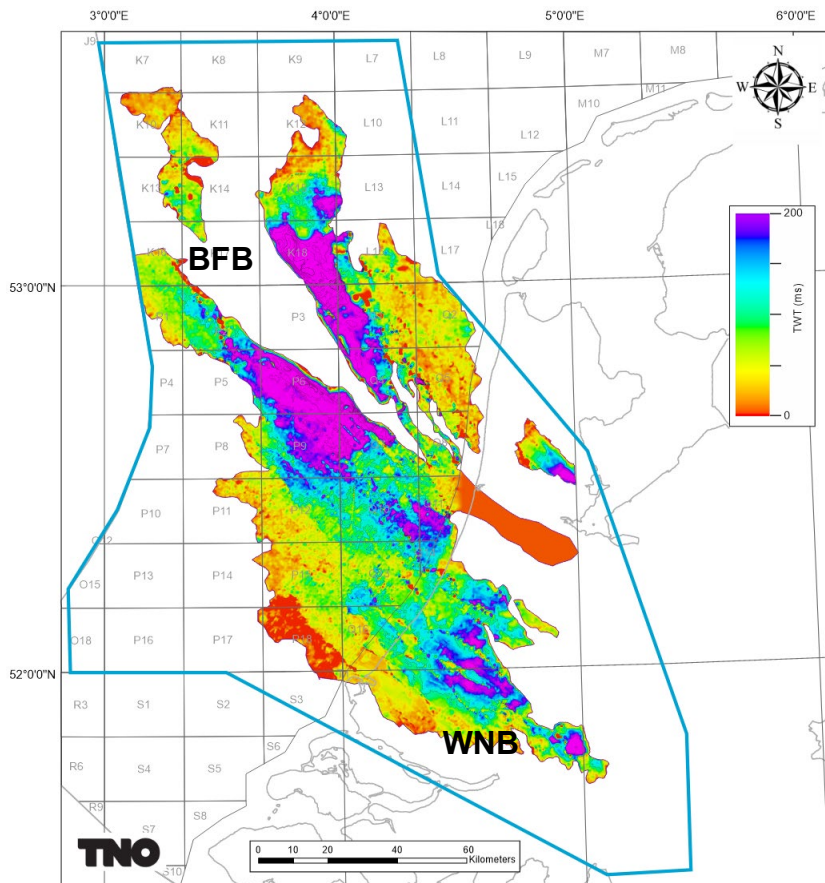 3°0'0"E 4°0'0"E 5°0'0"E 6°0'0"E
J9
K7 K8 K9 L7 L8 L9 M7 M8
M11
M10
K11 K12 L10 L11
L12
K13 K14 L13 L14 L15
L16
K18 L17
BFB
N
W E
S
200
TWT (ms)
0
53°0'0"N
P3
P4 P5 P6
P7 P8 P9
P10 P11
O15 P13 P14
O18 P16 P17 P18
52°0'0"N
R3 S1 S2 S3
WNB
S6
R6 S4 S5
R9
S8
S7
S10
TNO
0 10 20 40 60
Kilometers